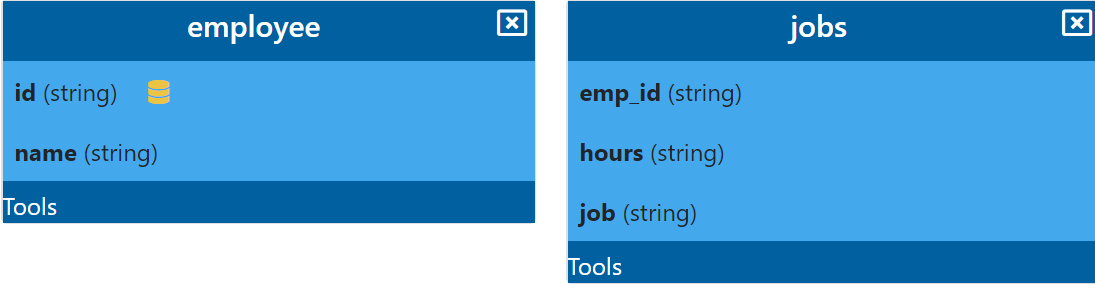 employee
id (string)
name (string)
Tools
jobs
emp_id (string)
hours (string)
job (string)
Tools